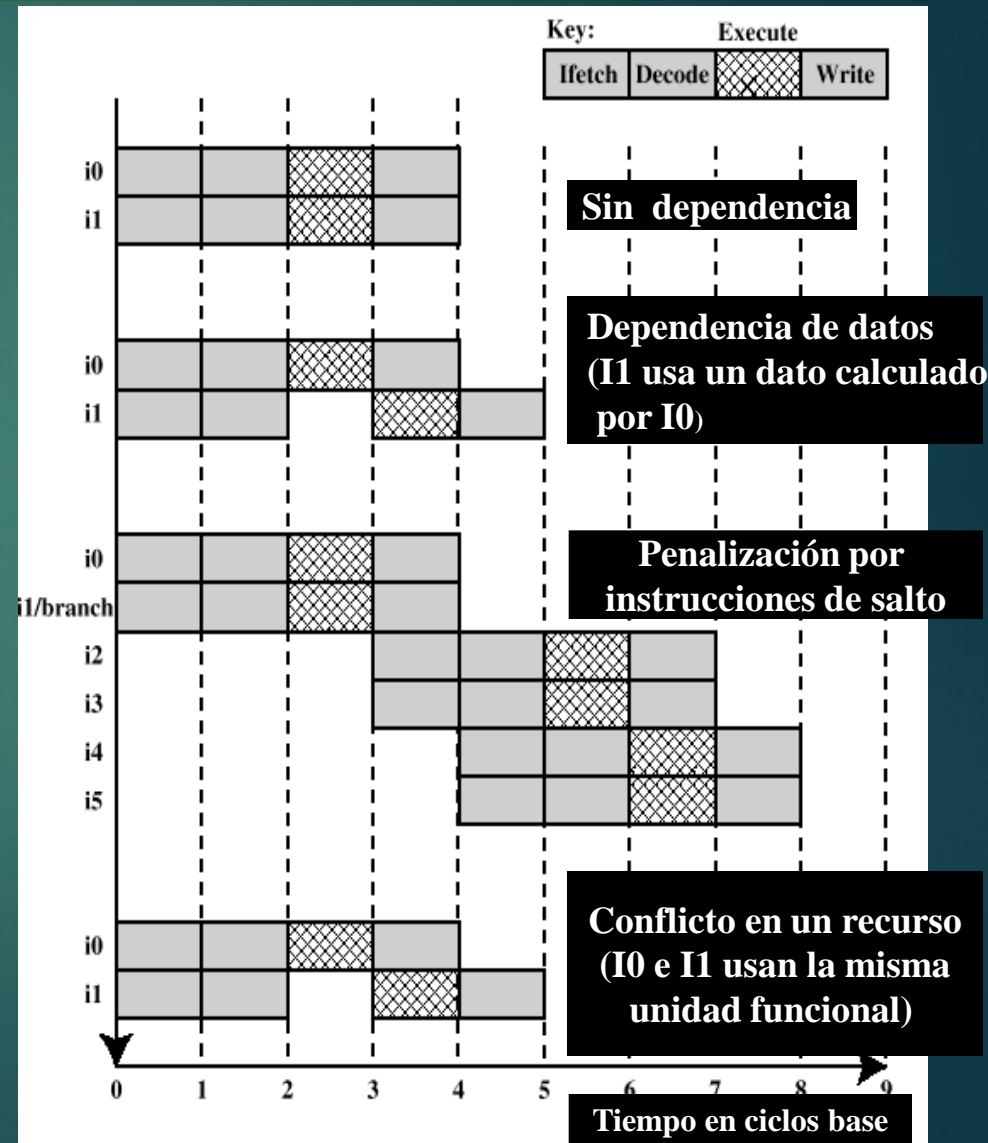 Key:
Execute
Ifetch Decode Write
i0
i1
Sin dependencia
Dependencia de datos
(I1 usa un dato calculado
por I0)
i0
i1
Penalización por
instrucciones de salto
i0
i1/branch
i2
i3
i4
i5
Conflicto en un recurso
(I0 e I1 usan la misma
unidad funcional)
i0
i1
0 1 2 3 4 5 6 7 8 9
Tiempo en ciclos base